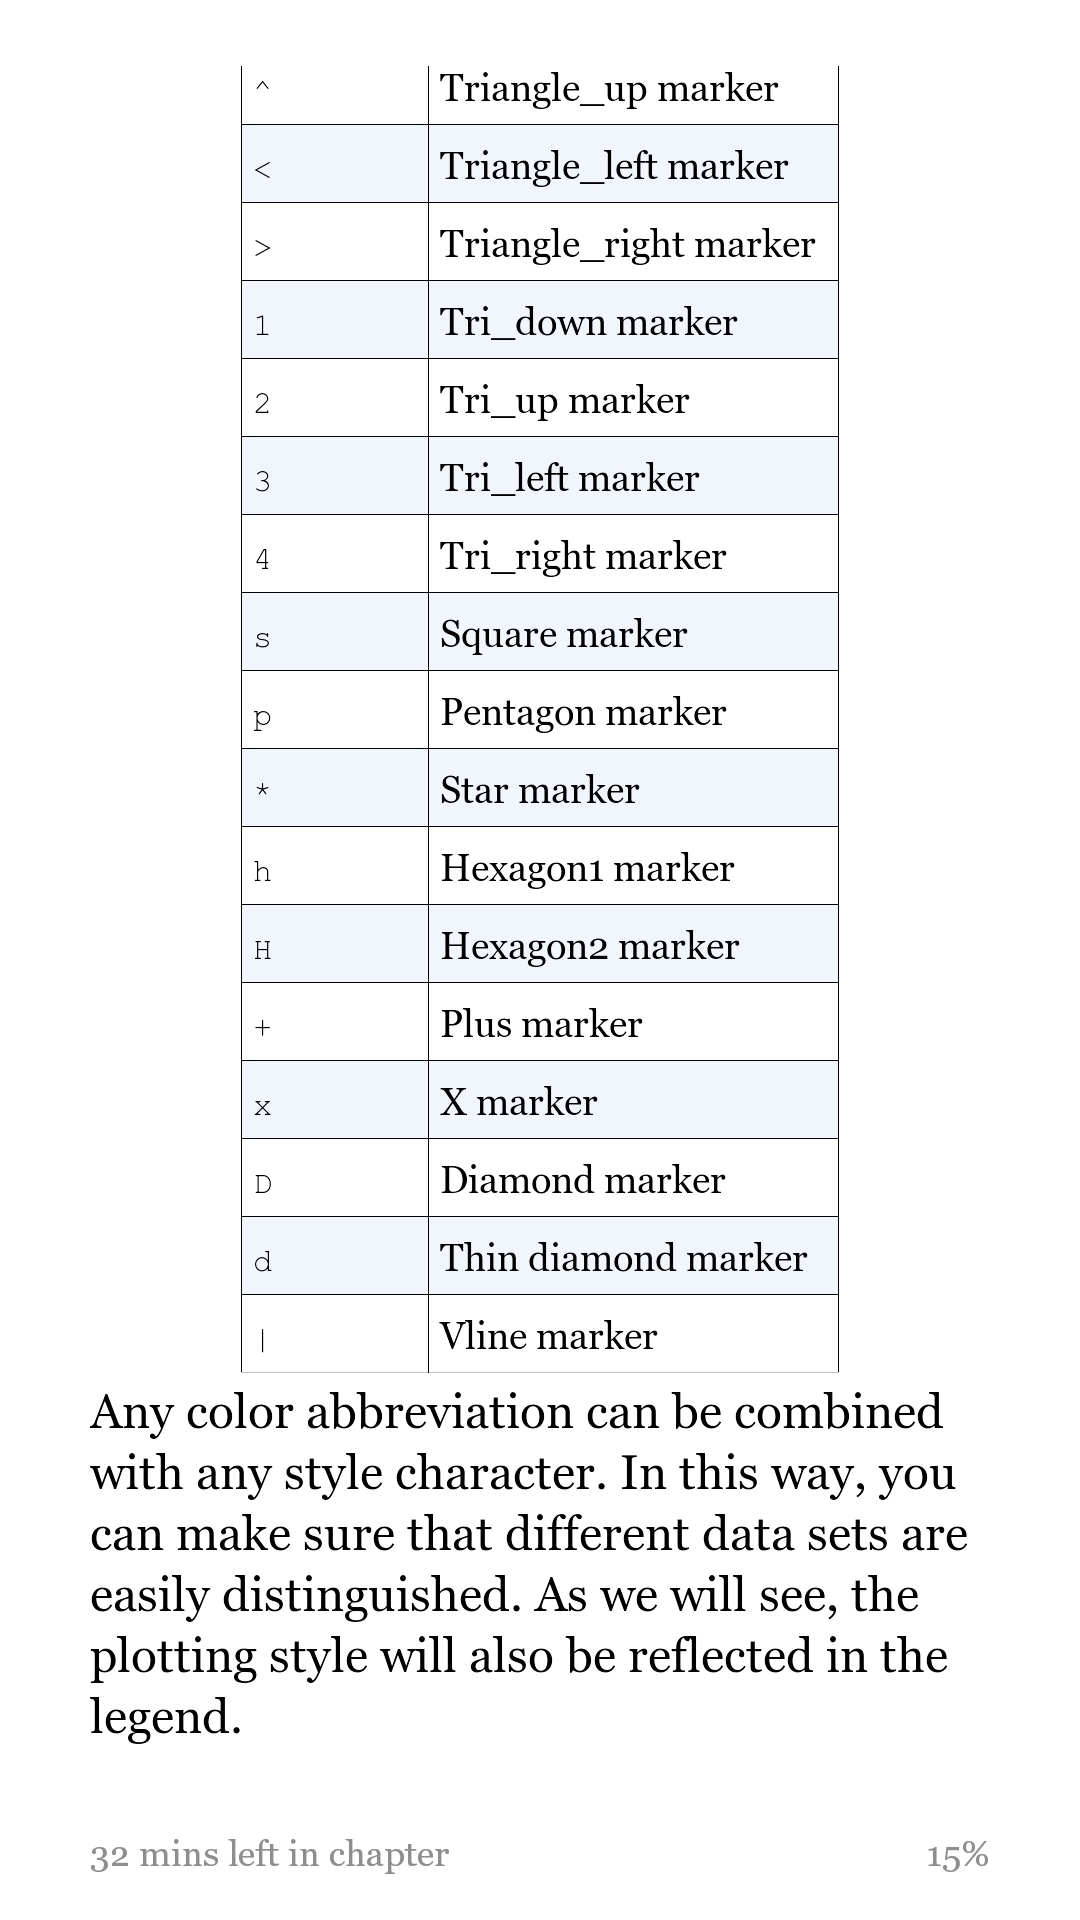 ^ Triangle_up marker
< Triangle_left marker
> Triangle_right marker
1 Tri_down marker
2 Tri_up marker
3 Tri_left marker
4 Tri_right marker
s Square marker
p Pentagon marker
* Star marker
h Hexagon1 marker
H Hexagon2 marker
+ Plus marker
x X marker
D Diamond marker
d Thin diamond marker
| Vline marker
Any color abbreviation can be combined
with any style character. In this way, you
can make sure that different data sets are
easily distinguished. As we will see, the
plotting style will also be reflected in the
legend.
32 mins left in chapter 15%